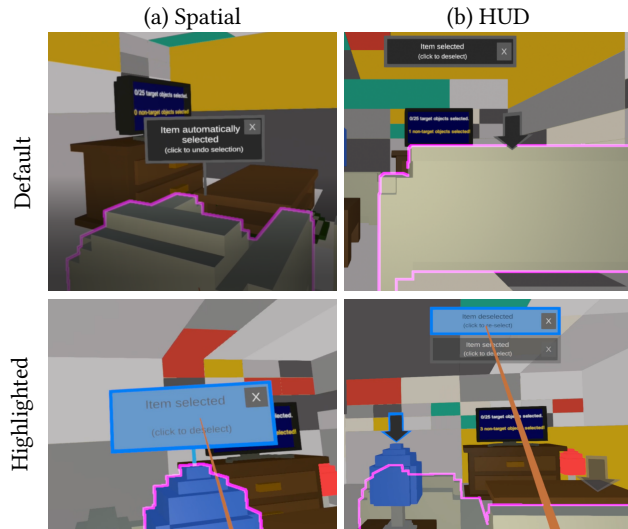 (a) Spatial
(b) HUD
Default
0/25 target objects selected.
0 non-target objects selected!
Item automatically
selected
(click to undo selection)
X
Item selected
(click to deselect)
X
0/25 target objects selected.
1 non-target objects selected!
Highlighted
Item selected
(click to deselect)
X
selected.
selected!
Item deselected
(click to re-select)
X
Item selected
(click to deselect)
X
0/25 target objects selected.
3 non-target objects selected!